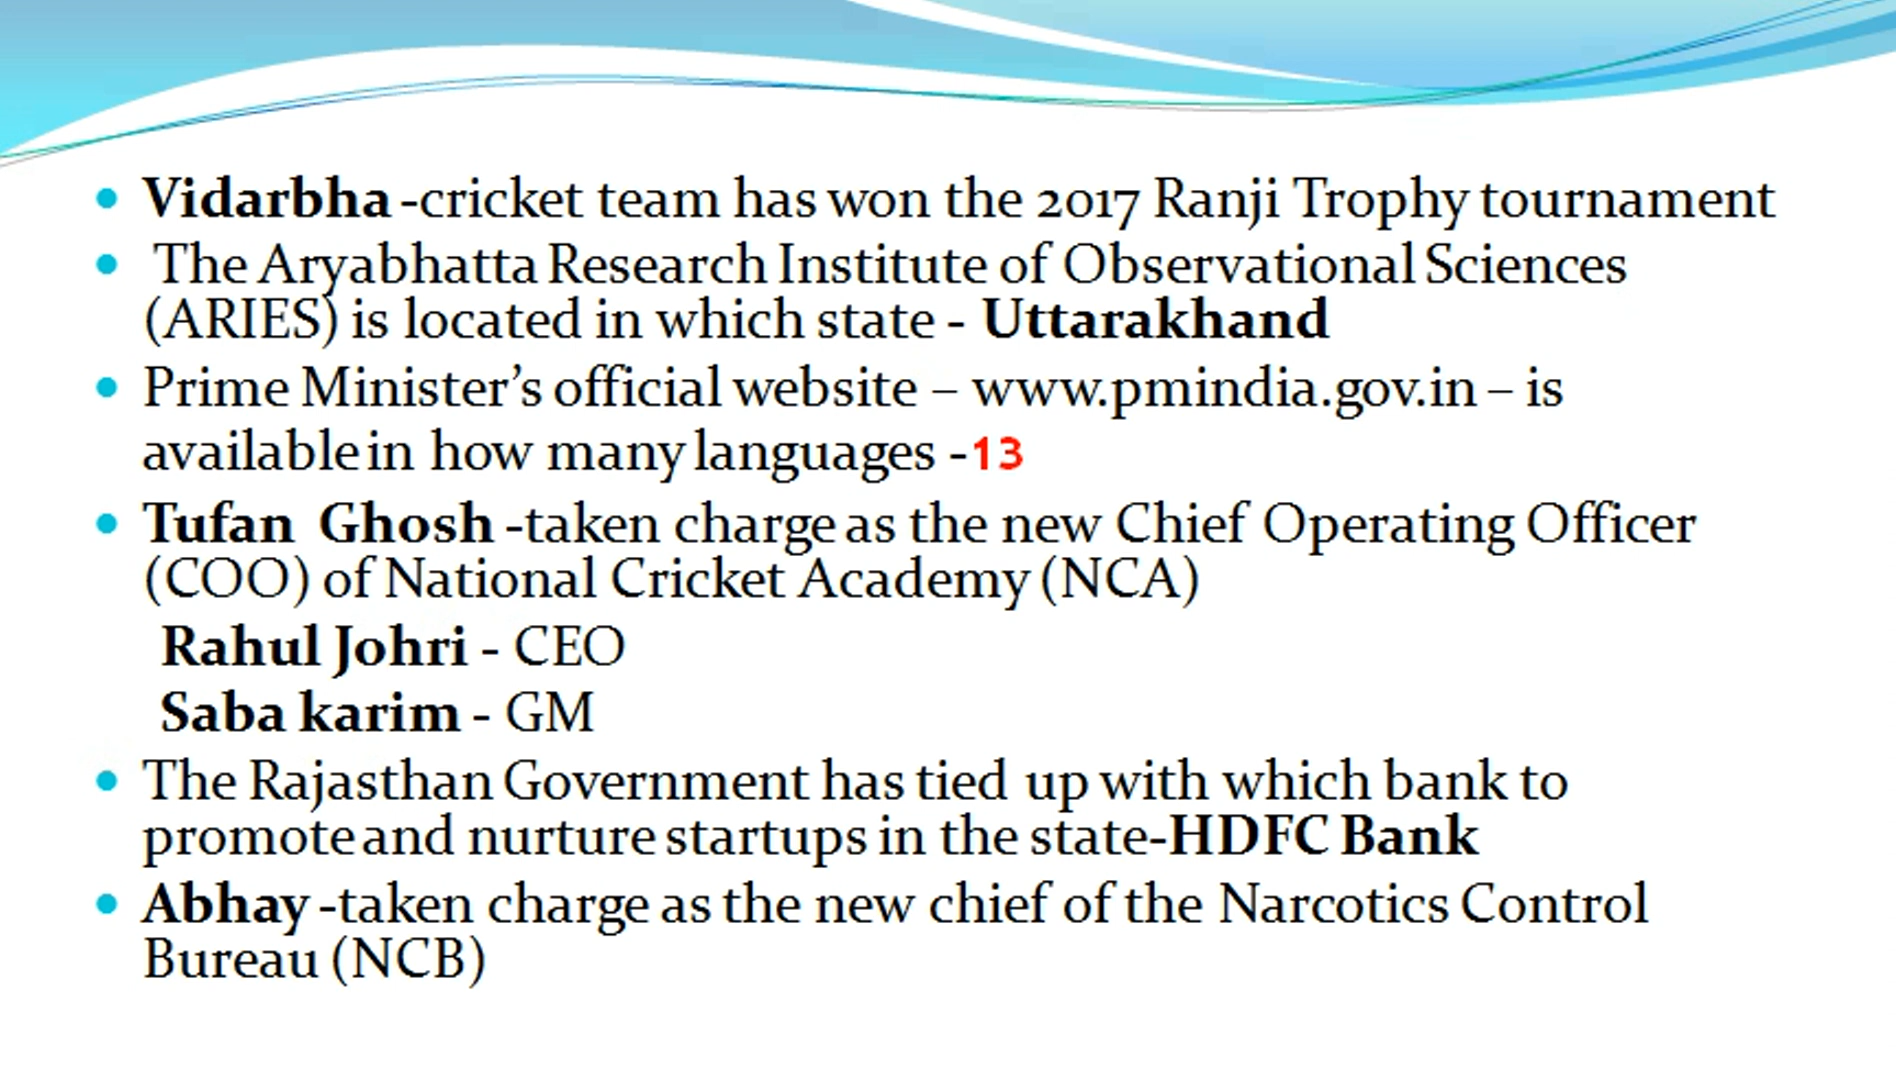 Vidarbha -cricket team has won the 2017 Ranji Trophy tournament
The Aryabhatta Research Institute of Observational Sciences
(ARIES) is located in which state - Uttarakhand
Prime Minister’s official website – www.pmindia.gov.in – is
available in how many languages -13
Tufan Ghosh -taken charge as the new Chief Operating Officer
(COO) of National Cricket Academy (NCA)
Rahul Johri - CEO
Saba karim - GM
The Rajasthan Government has tied up with which bank to
promote and nurture startups in the state-HDFC Bank
Abhay -taken charge as the new chief of the Narcotics Control
Bureau (NCB)